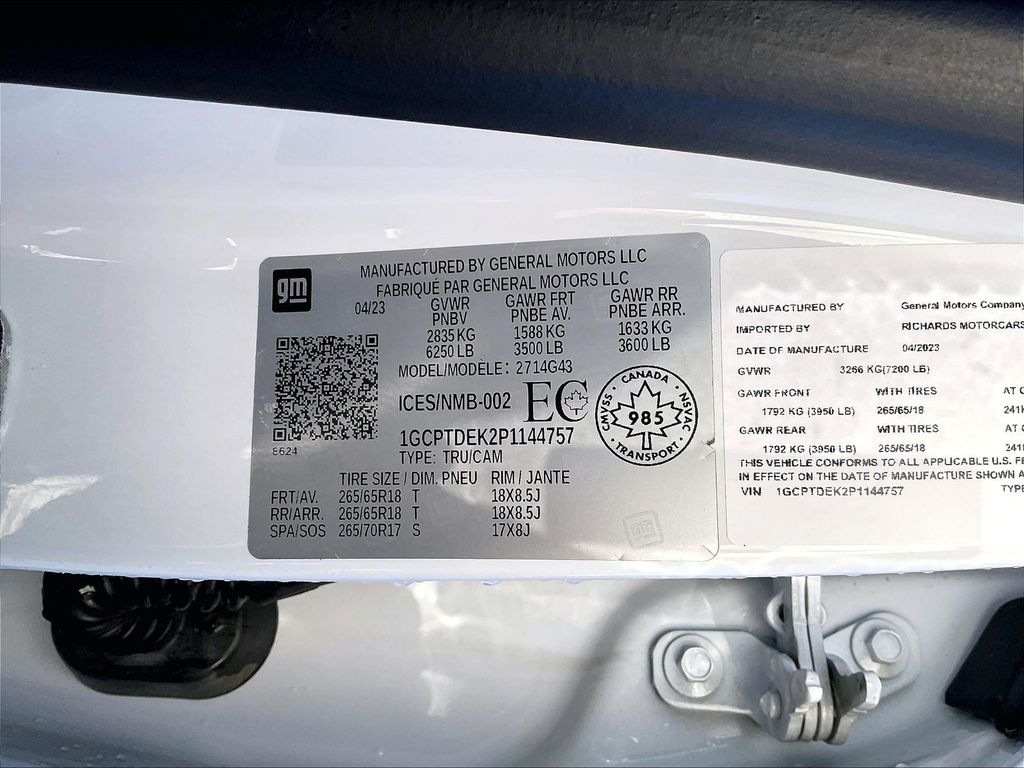 gm
MANUFACTURED BY GENERAL MOTORS LLC
FABRIQUÉ PAR GENERAL MOTORS LLC
04/23
GVWR GAWR FRT GAWR RR
PNBV PNBE AV. PNBE ARR.
2835 KG 1588 KG 1633 KG
6250 LB 3500 LB 3600 LB
MODEL/MODÈLE: 2714G43
ICES/NMB-002 EC
CANADA
CMVSS 985 NSVAC
TRANSPORT
1GCPTDEK2P1144757
8624
TYPE: TRU/CAM
TIRE SIZE / DIM. PNEU RIM / JANTE
FRT/AV. 265/65R18 T 18X8.5J
RR/ARR. 265/65R18 T 18X8.5J
SPA/SOS 265/70R17 S 17X8J
gm
MANUFACTURED BY General Motors Company
IMPORTED BY RICHARDS MOTORCARS
DATE OF MANUFACTURE 04/2023
GVWR 3266 KG(7200 LB)
GAWR FRONT WITH TIRES AT
1792 KG (3950 LB) 265/65/18
GAWR REAR WITH TIRES AT
1792 KG (3950 LB) 265/65/18
THIS VEHICLE CONFORMS TO ALL APPLICABLE U.S.
IN EFFECT ON THE DATE OF MANUFACTURE SHOWN
VIN 1GCPTDEK2P1144757 TYPE